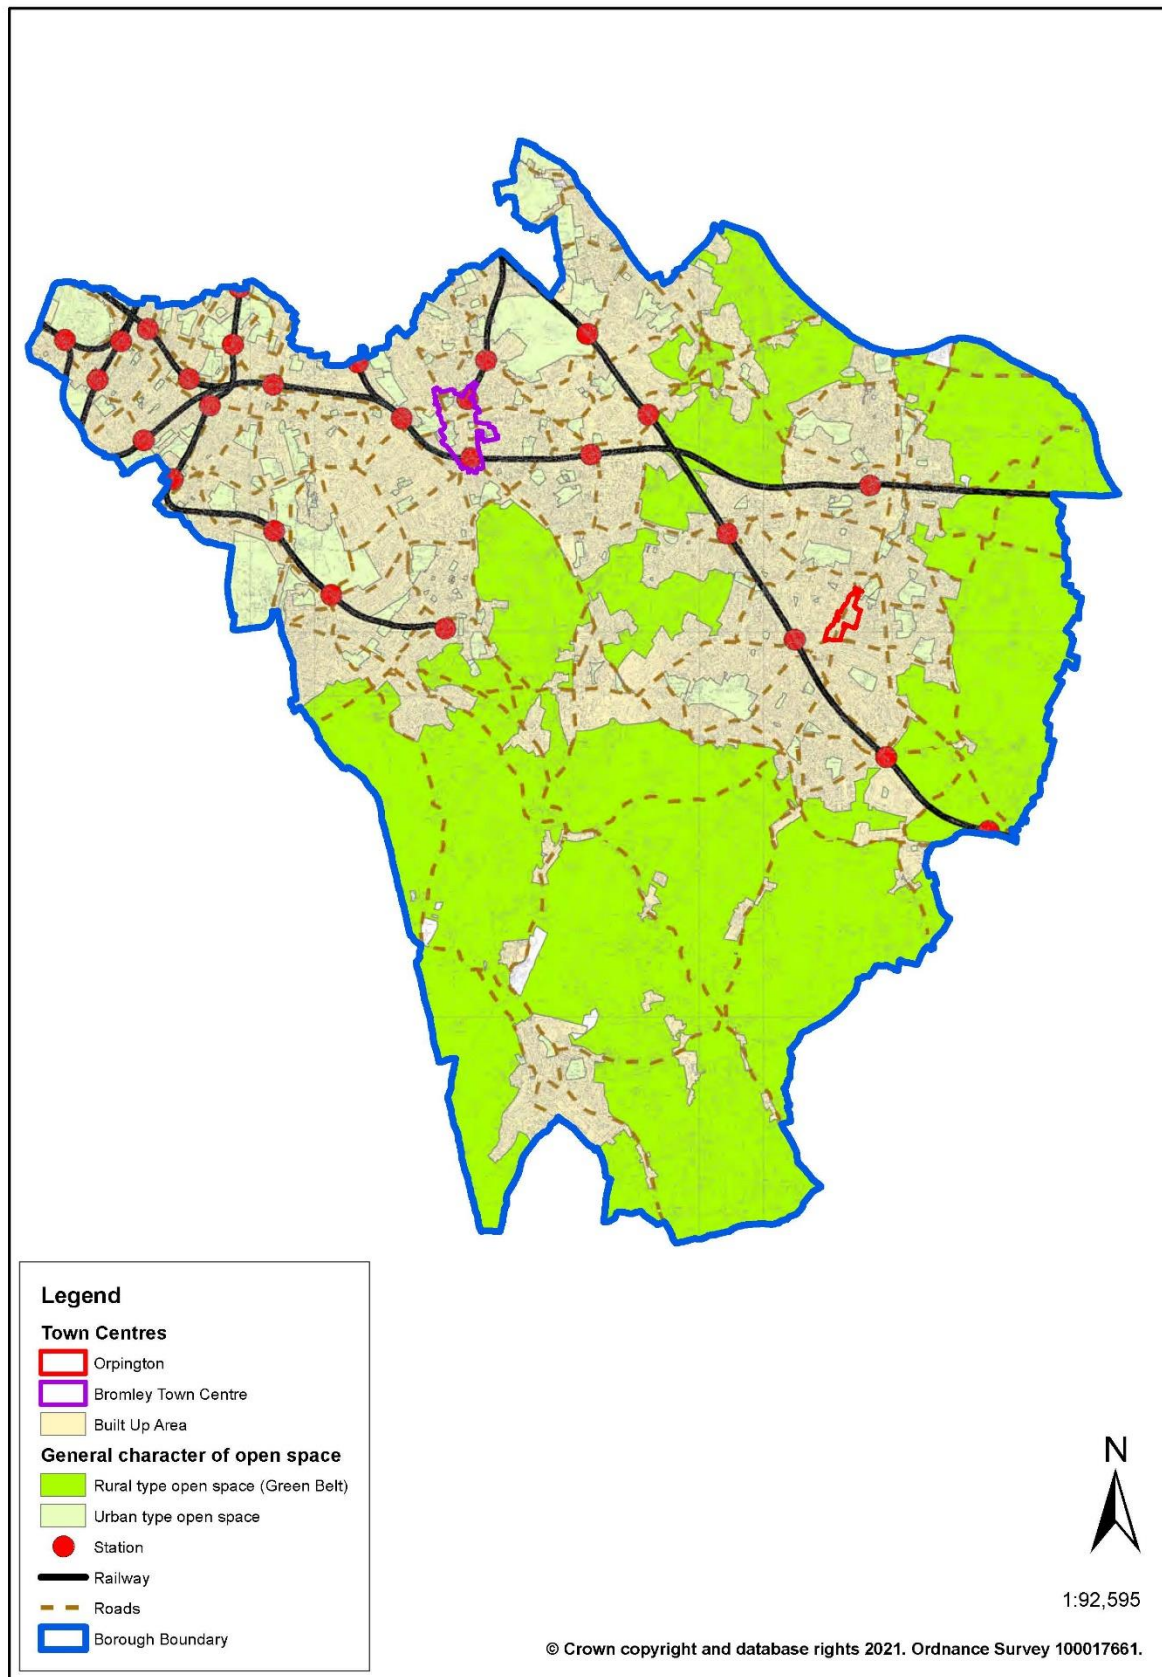 Legend
Town Centres
Orpington
Bromley Town Centre
Built Up Area
General character of open space
Rural type open space (Green Belt)
Urban type open space
Station
Railway
Roads
Borough Boundary
N
1:92,595
© Crown copyright and database rights 2021. Ordnance Survey 100017661.